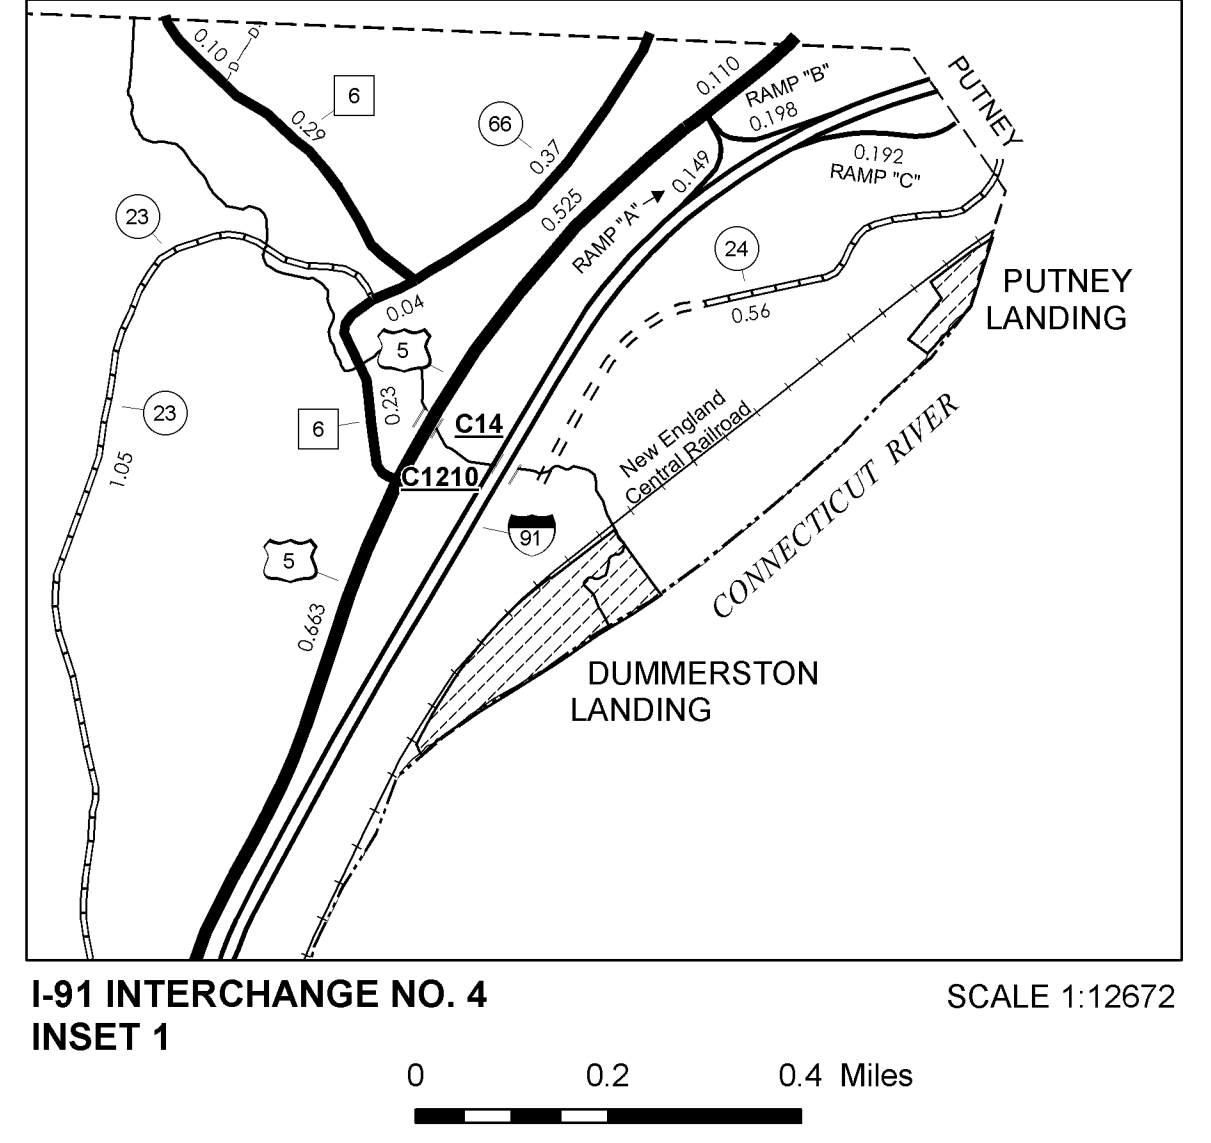 0.10
D
D
6
0.29
66
0.37
0.110
RAMP "B"
0.198
PUTNEY
0.192
RAMP "C"
0.149
RAMP "A"
0.525
23
24
0.56
PUTNEY
LANDING
0.04
5
23
6
0.23
C14
C1210
1.05
New England
Central Railroad
CONNECTICUT RIVER
91
5
0.663
DUMMERSTON
LANDING
I-91 INTERCHANGE NO. 4
INSET 1
SCALE 1:12672
0 0.2 0.4 Miles